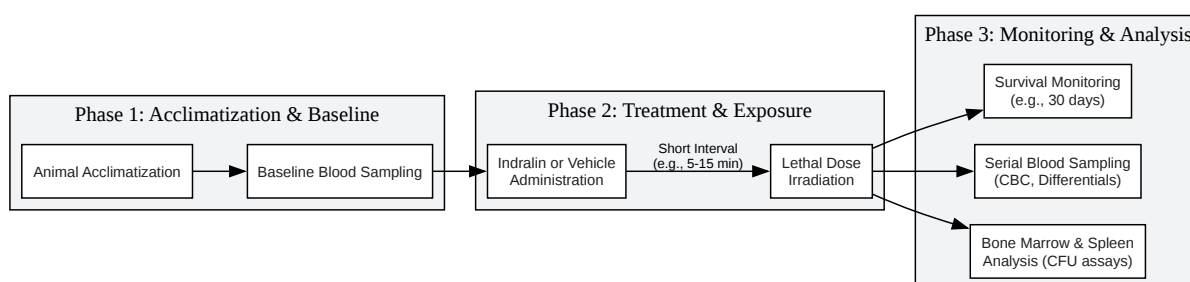 Phase 1: Acclimatization & Baseline
Animal Acclimatization
Baseline Blood Sampling
Phase 2: Treatment & Exposure
Indralin or Vehicle
Administration
Short Interval
(e.g., 5-15 min)
Lethal Dose
Irradiation
Phase 3: Monitoring & Analysis
Survival Monitoring
(e.g., 30 days)
Serial Blood Sampling
(CBC, Differentials)
Bone Marrow & Spleen
Analysis (CFU assays)